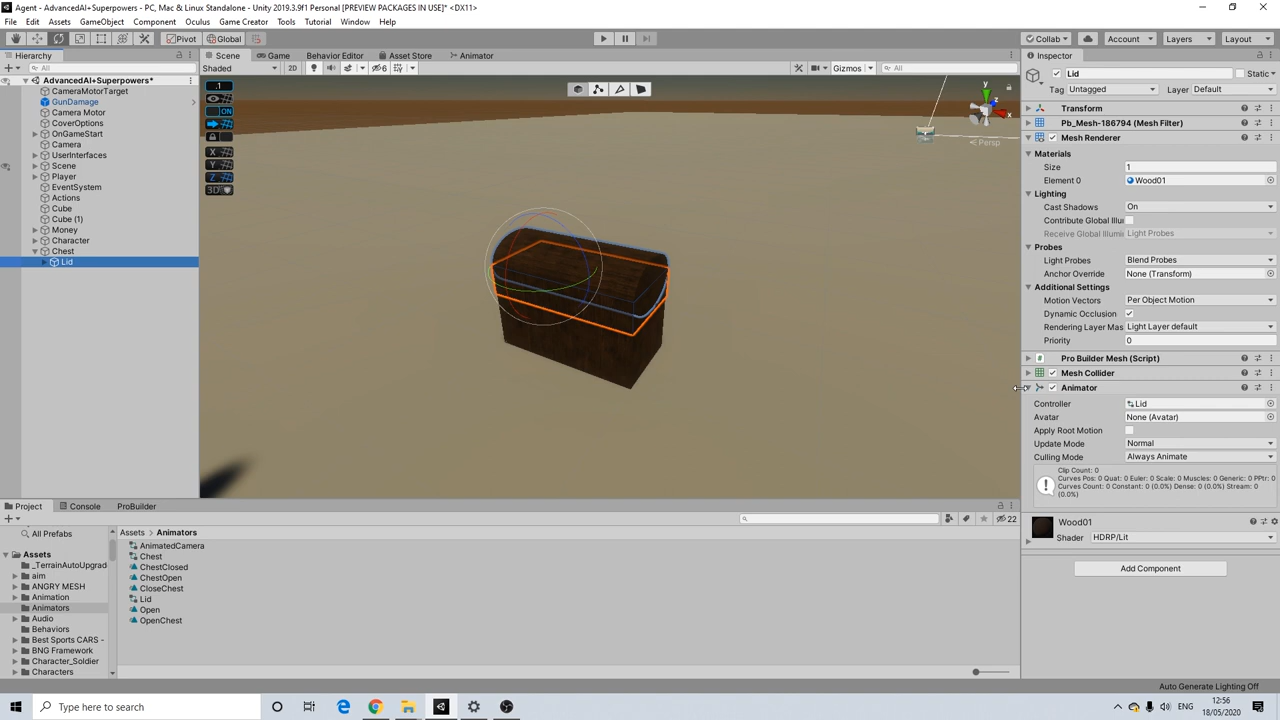 Agent - AdvancedAI+Superpowers - PC, Mac & Linux Standalone - Unity 2019.3.9f1 Personal [PREVIEW PACKAGES IN USE]* <DX11>
File Edit Assets GameObject Component Oculus Game Creator Tools Tutorial Window Help
Pivot Global Collab Account Layers Layout
Hierarchy Scene Game Behavior Editor Asset Store Animator Inspector
All Shaded 2D 6 Gizmos All Lid Static
AdvancedAI+Superpowers* .1 Tag Untagged Layer Default
CameraMotorTarget
GunDamage ON Transform
Camera Motor
CoverOptions Pb_Mesh-186794 (Mesh Filter)
OnGameStart Mesh Renderer
Camera Persp
UserInterfaces X Materials
Scene Y Size 1
Player Z Element 0 Wood01
EventSystem 3D Lighting
Actions
Cube Cast Shadows On
Cube (1) Contribute Global Illu
Money Receive Global Illumi Light Probes
Character Probes
Chest Light Probes Blend Probes
Lid Anchor Override None (Transform)
Additional Settings
Motion Vectors Per Object Motion
Dynamic Occlusion
Rendering Layer Mas Light Layer default
Priority 0
Pro Builder Mesh (Script)
Mesh Collider
Animator
Controller Lid
Avatar None (Avatar)
Apply Root Motion
Update Mode Normal
Culling Mode Always Animate
Clip Count: 0
Curves Pos: 0 Quat: 0 Euler: 0 Scale: 0 Muscles: 0 Generic: 0 PPtr: 0
Curves Count: 0 Constant: 0 (0.0%) Dense: 0 (0.0%) Stream: 0
(0.0%)
Wood01
Shader HDRP/Lit
Add Component
Project Console ProBuilder
22
All Prefabs Assets > Animators
Assets AnimatedCamera
_TerrainAutoUpgrad Chest
aim ChestClosed
ANGRY MESH ChestOpen
Animation CloseChest
Animators Lid
Audio Open
Behaviors OpenChest
Best Sports CARS -
BNG Framework
Character_Soldier
Characters
Auto Generate Lighting Off
Type here to search ENG 12:56
18/05/2020